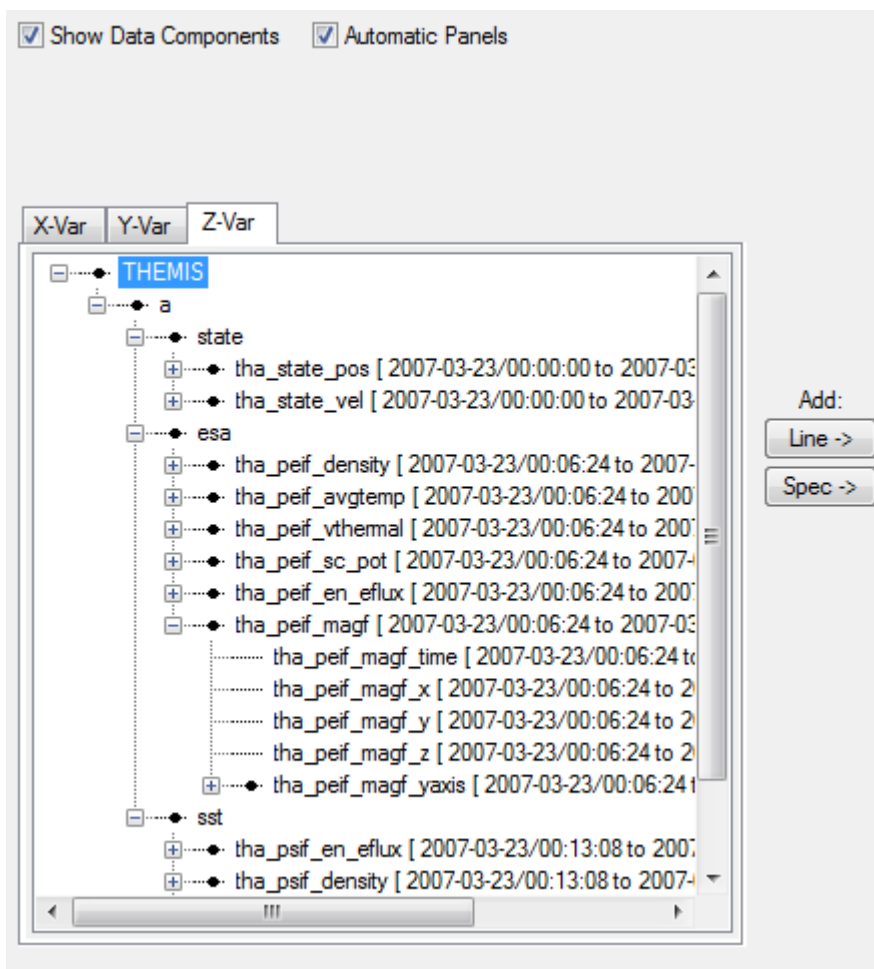 Show Data Components Automatic Panels
X-Var Y-Var Z-Var
THEMIS
a
state
tha_state_pos [ 2007-03-23/00:00:00 to 2007-03
tha_state_vel [ 2007-03-23/00:00:00 to 2007-03-
Add:
esa
Line ->
tha_peif_density [ 2007-03-23/00:06:24 to 2007-
Spec ->
tha_peif_avgtemp [ 2007-03-23/00:06:24 to 200
tha_peif_vthermal [ 2007-03-23/00:06:24 to 200
tha_peif_sc_pot [ 2007-03-23/00:06:24 to 2007-
tha_peif_en_eflux [ 2007-03-23/00:06:24 to 200
tha_peif_magf [ 2007-03-23/00:06:24 to 2007-03
tha_peif_magf_time [ 2007-03-23/00:06:24 to
tha_peif_magf_x [ 2007-03-23/00:06:24 to 2
tha_peif_magf_y [ 2007-03-23/00:06:24 to 2
tha_peif_magf_z [ 2007-03-23/00:06:24 to 2
tha_peif_magf_yaxis [ 2007-03-23/00:06:24
sst
tha_psif_en_eflux [ 2007-03-23/00:13:08 to 2007
tha_psif_density [ 2007-03-23/00:13:08 to 2007-